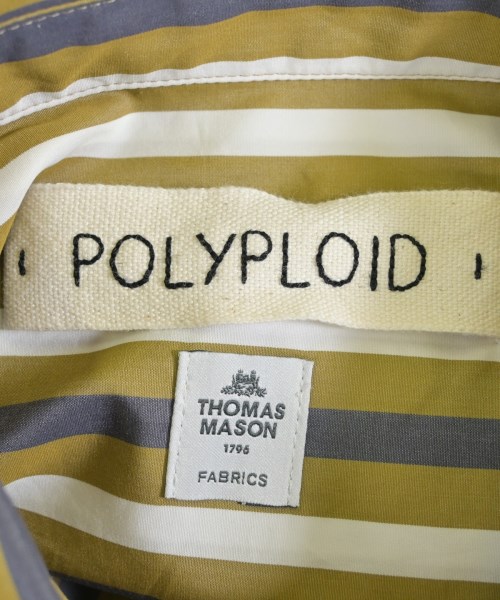 POLYPLOID
THOMAS
MASON
1796
FABRICS